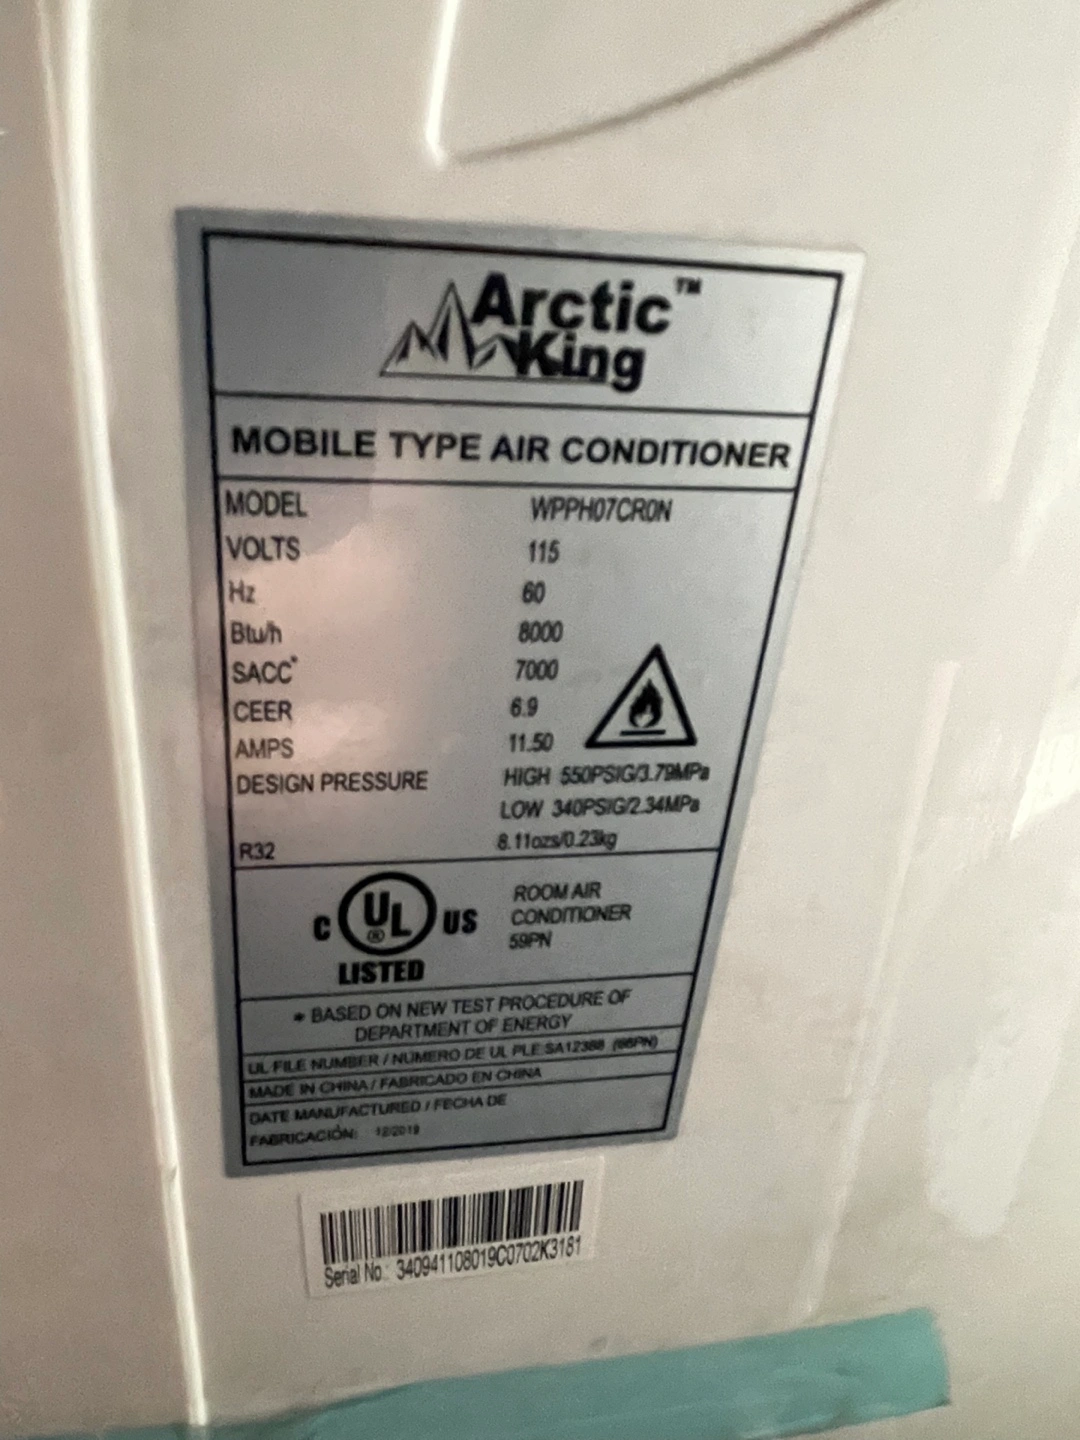 Arctic™
King
MOBILE TYPE AIR CONDITIONER
MODEL WPPH07CR0N
VOLTS 115
Hz 60
Btu/h 8000
SACC* 7000
CEER 6.9
AMPS 11.50
DESIGN PRESSURE HIGH 550PSIG/3.79MPa
LOW 340PSIG/2.34MPa
R32 8.11ozs/0.23kg
C UL® US
LISTED
ROOM AIR
CONDITIONER
59PN
* BASED ON NEW TEST PROCEDURE OF
DEPARTMENT OF ENERGY
UL FILE NUMBER / NÚMERO DE UL PLE:SA12388 (66PN)
MADE IN CHINA / FABRICADO EN CHINA
DATE MANUFACTURED / FECHA DE
FABRICACIÓN: 12/2019
Serial No.: 340941108019C0702K3181